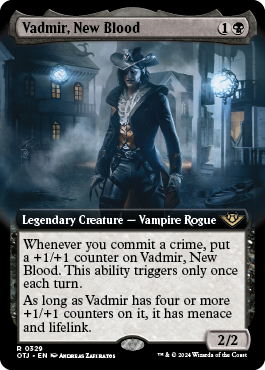 Vadmir, New Blood 1
Legendary Creature — Vampire Rogue
Whenever you commit a crime, put
a +1/+1 counter on Vadmir, New
Blood. This ability triggers only once
each turn.
As long as Vadmir has four or more
+1/+1 counters on it, it has menace
and lifelink.
2/2
R 0329
OTJ • EN Andreas Zafiratos
™ & © 2024 Wizards of the Coast